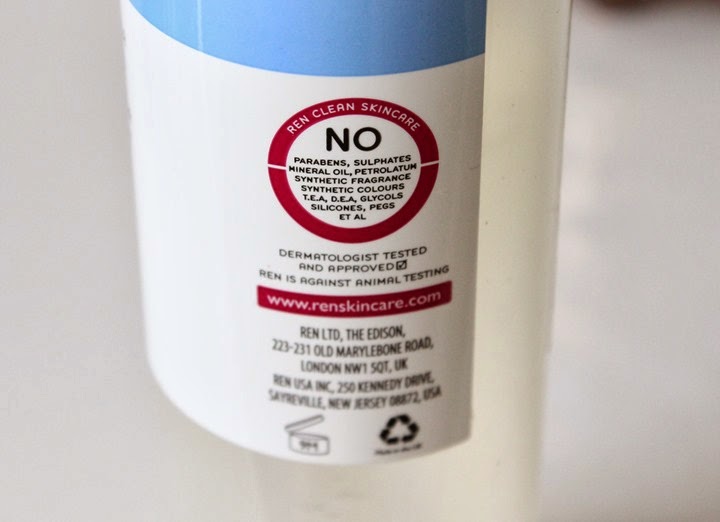 REN CLEAN SKINCARE
NO
PARABENS, SULPHATES
MINERAL OIL, PETROLATUM
SYNTHETIC FRAGRANCE
SYNTHETIC COLOURS
T.E.A, D.E.A, GLYCOLS
SILICONES, PEGS
ET AL
DERMATOLOGIST TESTED
AND APPROVED☑
REN IS AGAINST ANIMAL TESTING
www.renskincare.com
REN LTD, THE EDISON,
223-231 OLD MARYLEBONE ROAD,
LONDON NW1 5QT, UK
REN USA INC, 250 KENNEDY DRIVE,
SAYREVILLE, NEW JERSEY 08872, USA